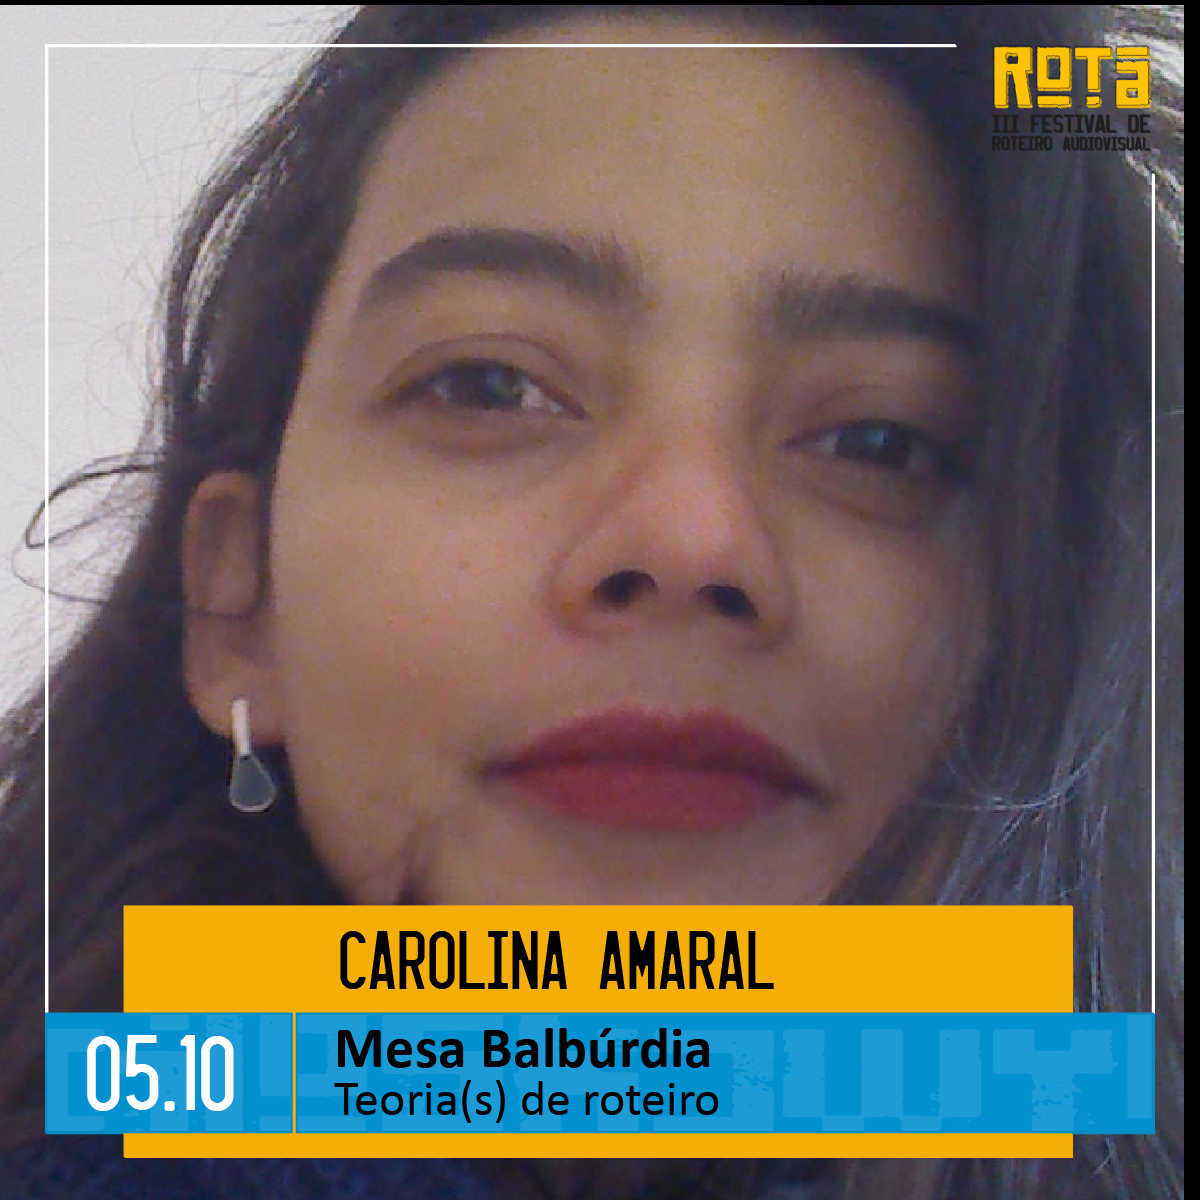 ROTA
III FESTIVAL DE
ROTEIRO AUDIOVISUAL
CAROLINA AMARAL
05.10
Mesa Balbúrdia
Teoria(s) de roteiro